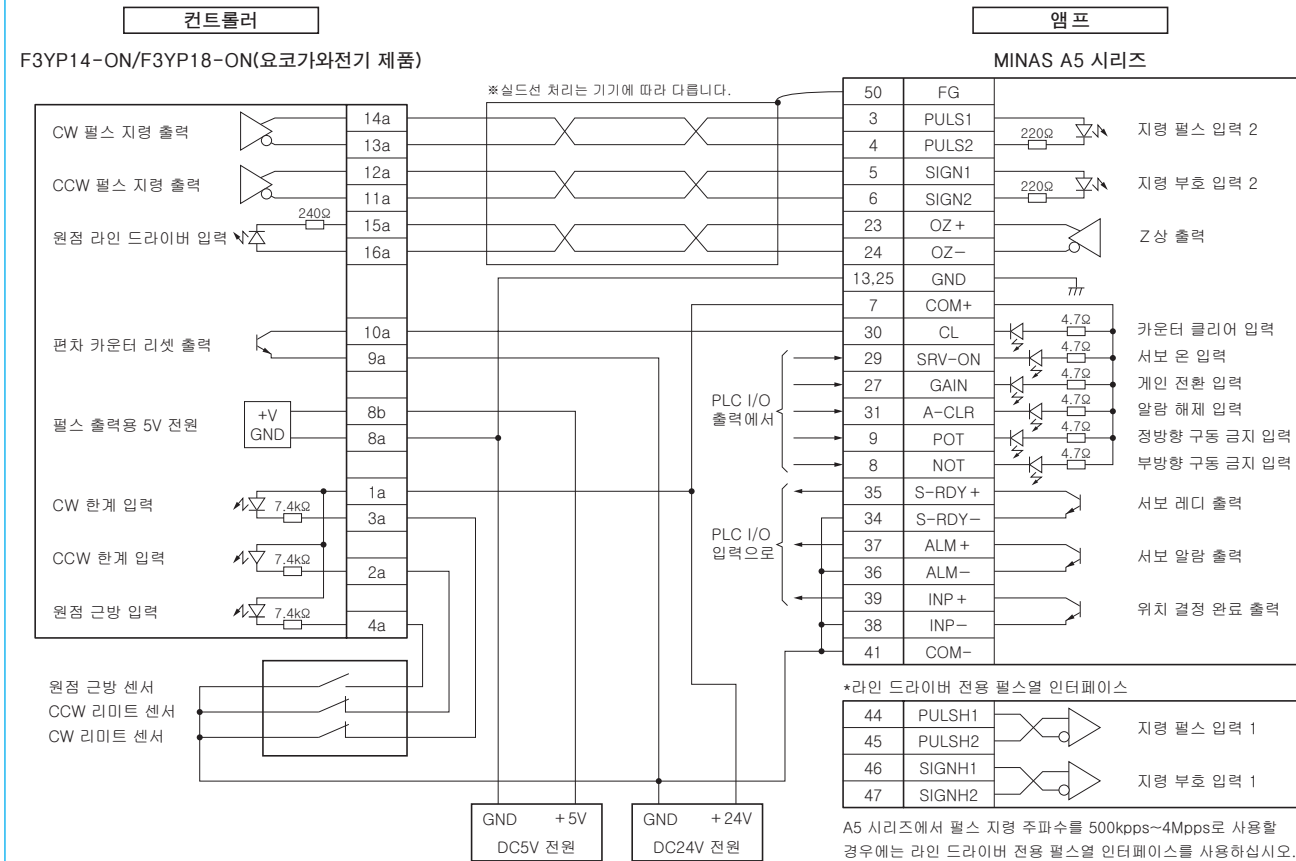 컨트롤러
앰프
F3YP14-ON/F3YP18-ON(요코가와전기 제품)
MINAS A5 시리즈
※실드선 처리는 기기에 따라 다릅니다.
CW 펄스 지령 출력
14a
13a
CCW 펄스 지령 출력
12a
11a
원점 라인 드라이버 입력
240Ω
15a
16a
편차 카운터 리셋 출력
10a
9a
펄스 출력용 5V 전원
+V
GND
8b
8a
CW 한계 입력
7.4kΩ
1a
3a
CCW 한계 입력
7.4kΩ
2a
원점 근방 입력
7.4kΩ
4a
원점 근방 센서
CCW 리미트 센서
CW 리미트 센서
GND +5V
DC5V 전원
GND +24V
DC24V 전원
PLC I/O
출력에서
PLC I/O
입력으로
50 FG
3 PULS1
4 PULS2
220Ω
지령 펄스 입력 2
5 SIGN1
6 SIGN2
220Ω
지령 부호 입력 2
23 OZ+
24 OZ-
Z상 출력
13,25 GND
7 COM+
30 CL 4.7Ω 카운터 클리어 입력
29 SRV-ON 4.7Ω 서보 온 입력
27 GAIN 4.7Ω 게인 전환 입력
31 A-CLR 4.7Ω 알람 해제 입력
9 POT 4.7Ω 정방향 구동 금지 입력
8 NOT 4.7Ω 부방향 구동 금지 입력
35 S-RDY+
34 S-RDY-
서보 레디 출력
37 ALM+
36 ALM-
서보 알람 출력
39 INP+
38 INP-
위치 결정 완료 출력
41 COM-
*라인 드라이버 전용 펄스열 인터페이스
44 PULSH1
45 PULSH2
지령 펄스 입력 1
46 SIGNH1
47 SIGNH2
지령 부호 입력 1
A5 시리즈에서 펄스 지령 주파수를 500kpps~4Mpps로 사용할
경우에는 라인 드라이버 전용 펄스열 인터페이스를 사용하십시오.